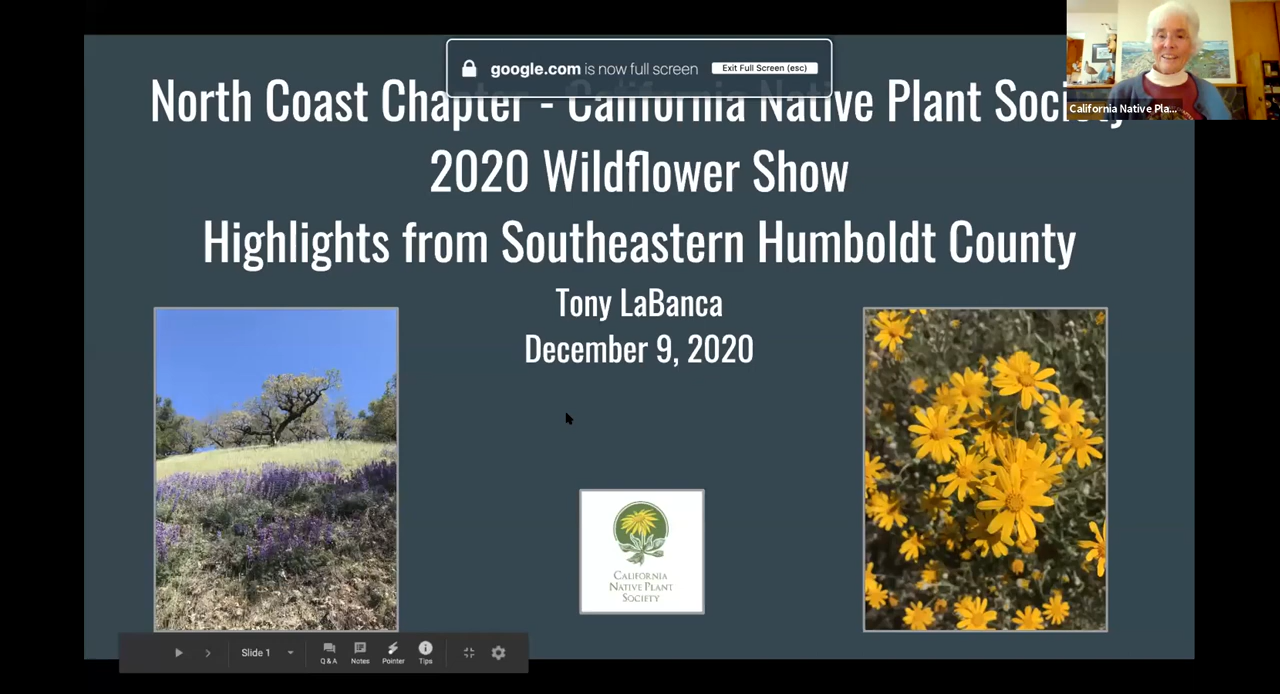 google.com is now full screen
Exit Full Screen (esc)
California Native Pla...
North Coast Chapter - California Native Plant Society
2020 Wildflower Show
Highlights from Southeastern Humboldt County
Tony LaBanca
December 9, 2020
CALIFORNIA
NATIVE PLANT
SOCIETY
Slide 1
Q & A
Notes
Pointer
Tips